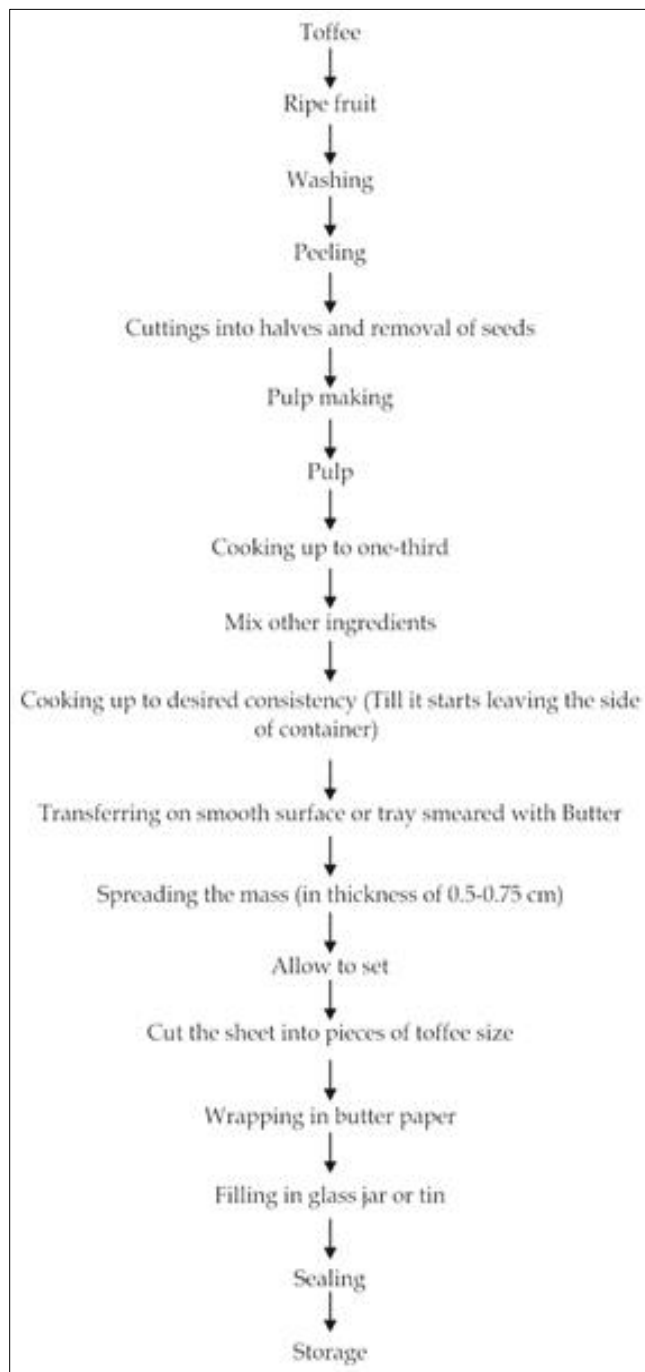 Toffee
Ripe fruit
Washing
Peeling
Cuttings into halves and removal of seeds
Pulp making
Pulp
Cooking up to one-third
Mix other ingredients
Cooking up to desired consistency (Till it starts leaving the side
of container)
Transferring on smooth surface or tray smeared with Butter
Spreading the mass (in thickness of 0.5-0.75 cm)
Allow to set
Cut the sheet into pieces of toffee size
Wrapping in butter paper
Filling in glass jar or tin
Sealing
Storage